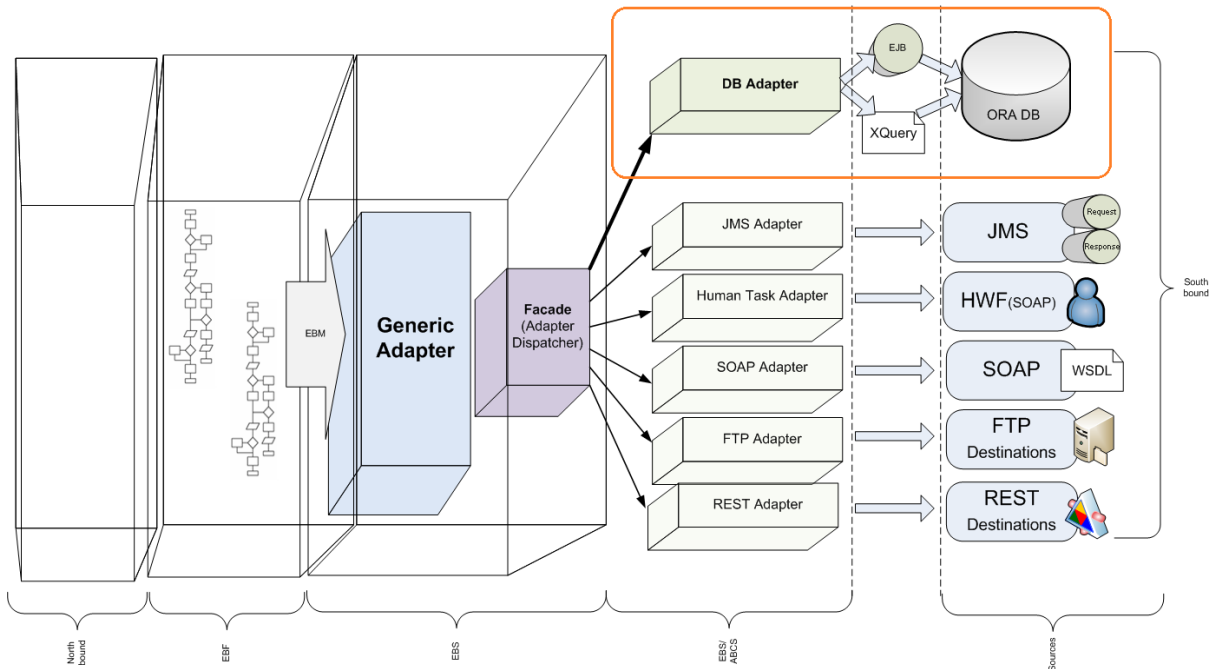 DB Adapter
EJB
XQuery
ORA DB
JMS Adapter
JMS
Request
Response
Human Task Adapter
HWF(SOAP)
South
bound
EBM
Generic
Adapter
Facade
(Adapter
Dispatcher)
SOAP Adapter
SOAP
WSDL
FTP Adapter
FTP
Destinations
REST Adapter
REST
Destinations
North
bound
EBF
EBS
EBS/
ABCS
Sources